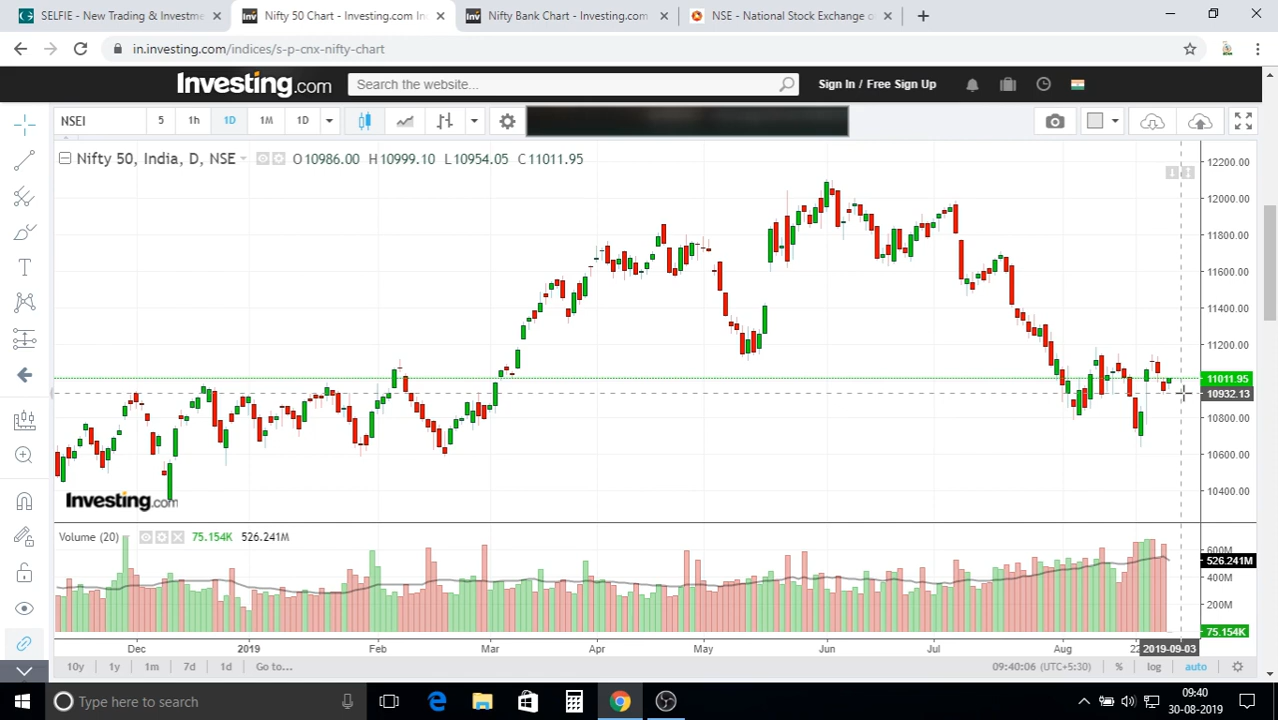 SELFIE - New Trading & Investme
Nifty 50 Chart - Investing.com In
Nifty Bank Chart - Investing.com
NSE - National Stock Exchange o
in.investing.com/indices/s-p-cnx-nifty-chart
Investing.com
Search the website...
Sign In / Free Sign Up
NSEI
5
1h
1D
1M
1D
Nifty 50, India, D, NSE
O10986.00 H10999.10 L10954.05 C11011.95
12200.00
12000.00
11800.00
11600.00
11400.00
11200.00
11011.95
10932.13
10800.00
10600.00
10400.00
Investing.com
Volume (20)
75.154K
526.241M
600M
526.241M
400M
200M
75.154K
Dec
2019
Feb
Mar
Apr
May
Jun
Jul
Aug
2019-09-03
10y
1y
1m
7d
1d
Go to...
09:40:06 (UTC+5:30)
%
log
auto
Type here to search
09:40
30-08-2019